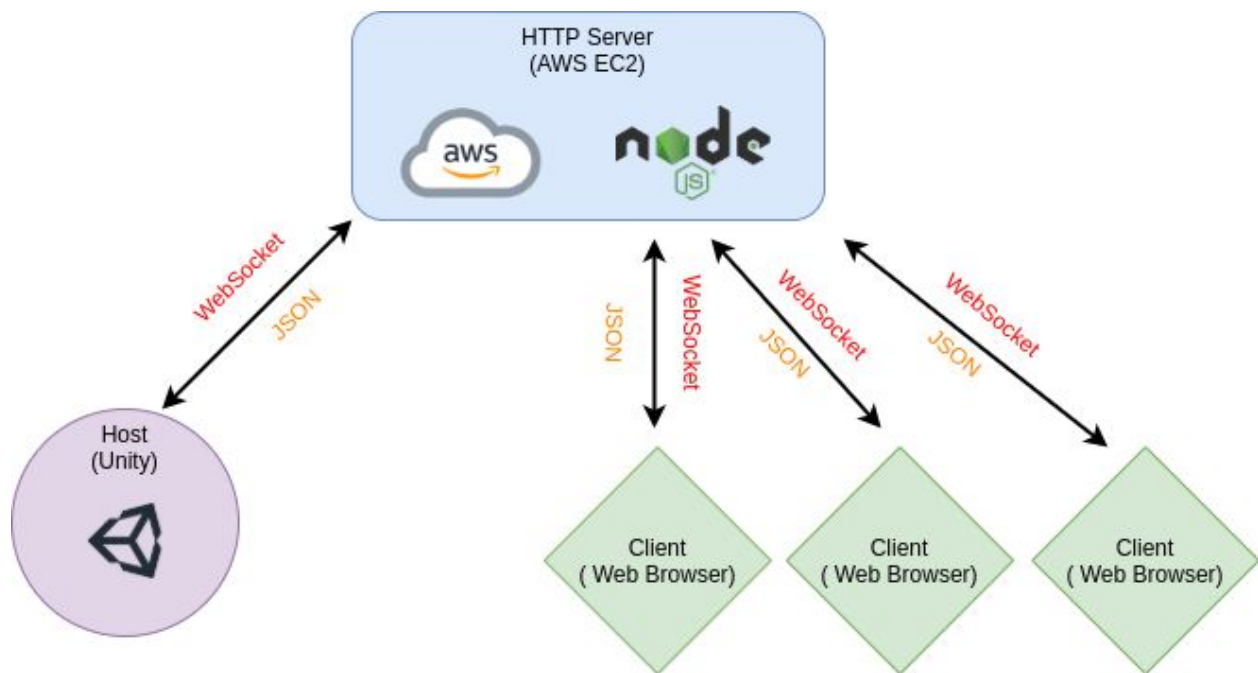 HTTP Server
(AWS EC2)
aws
node
JS
WebSocket
JSON
JSON
WebSocket
WebSocket
JSON
WebSocket
JSON
Host
(Unity)
Client
( Web Browser)
Client
( Web Browser)
Client
( Web Browser)